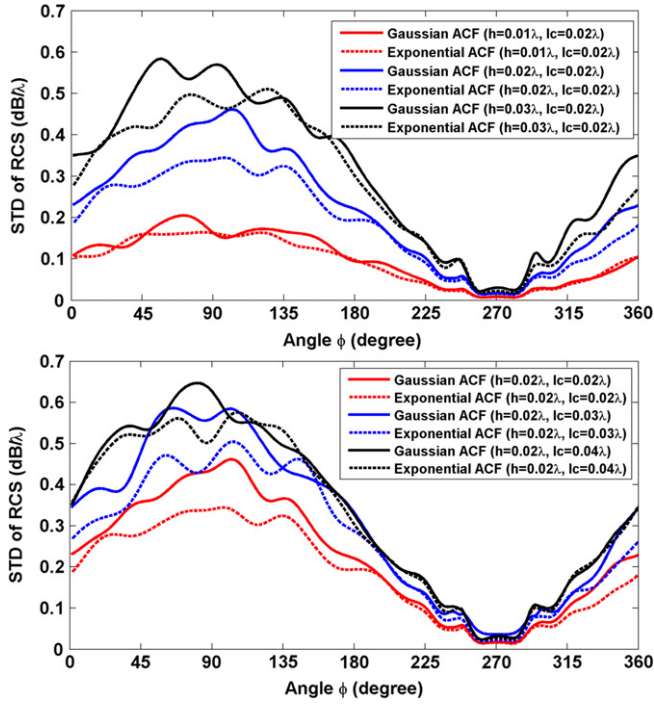 0.7
0.6
0.5
0.4
0.3
0.2
0.1
0
STD of RCS (dB/λ)
Gaussian ACF (h=0.01λ, lc=0.02λ)
Exponential ACF (h=0.01λ, lc=0.02λ)
Gaussian ACF (h=0.02λ, lc=0.02λ)
Exponential ACF (h=0.02λ, lc=0.02λ)
Gaussian ACF (h=0.03λ, lc=0.02λ)
Exponential ACF (h=0.03λ, lc=0.02λ)
0 45 90 135 180 225 270 315 360
Angle ϕ (degree)
0.7
0.6
0.5
0.4
0.3
0.2
0.1
0
STD of RCS (dB/λ)
Gaussian ACF (h=0.02λ, lc=0.02λ)
Exponential ACF (h=0.02λ, lc=0.02λ)
Gaussian ACF (h=0.02λ, lc=0.03λ)
Exponential ACF (h=0.02λ, lc=0.03λ)
Gaussian ACF (h=0.02λ, lc=0.04λ)
Exponential ACF (h=0.02λ, lc=0.04λ)
0 45 90 135 180 225 270 315 360
Angle ϕ (degree)